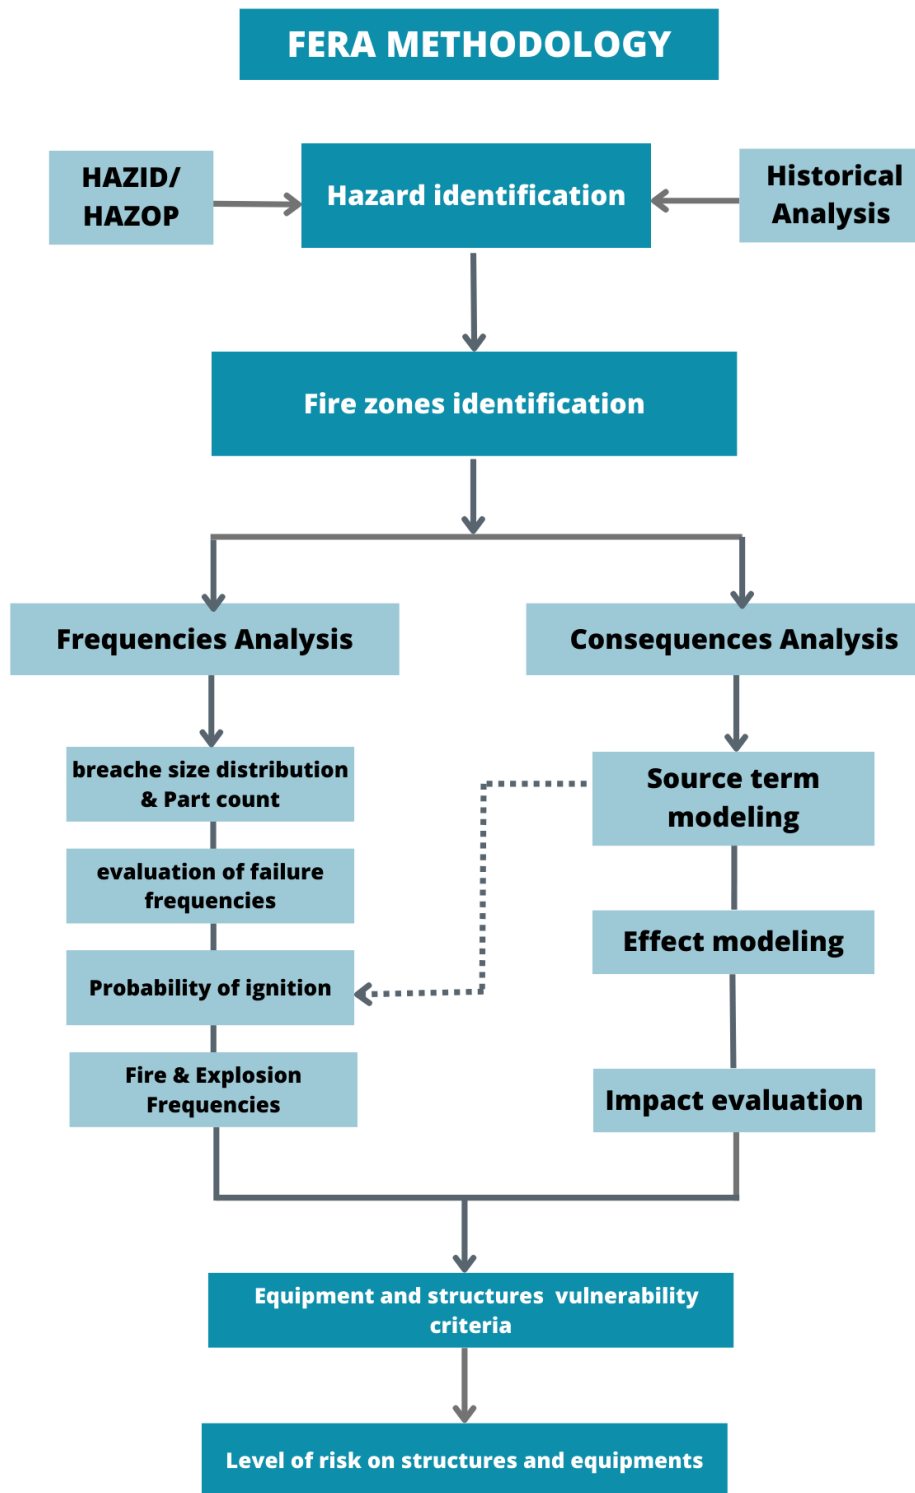 FERA METHODOLOGY
HAZID/
HAZOP
Hazard identification
Historical
Analysis
Fire zones identification
Frequencies Analysis
Consequences Analysis
breache size distribution
& Part count
Source term
modeling
evaluation of failure
frequencies
Effect modeling
Probability of ignition
Fire & Explosion
Frequencies
Impact evaluation
Equipment and structures vulnerability
criteria
Level of risk on structures and equipments